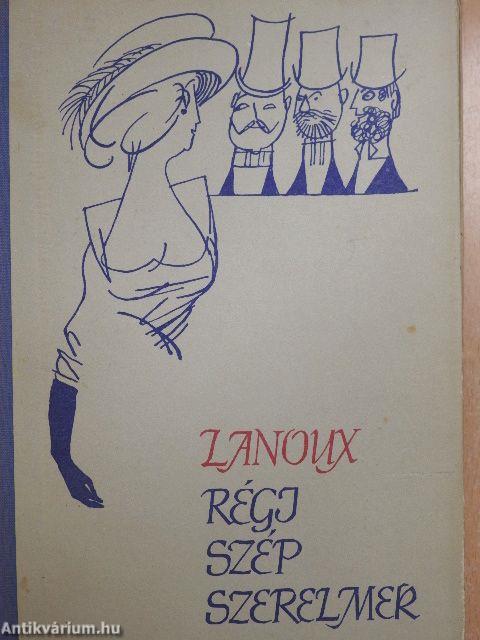 LANOUX
RÉGI
SZÉP
SZERELMEK
Antikvárium.hu